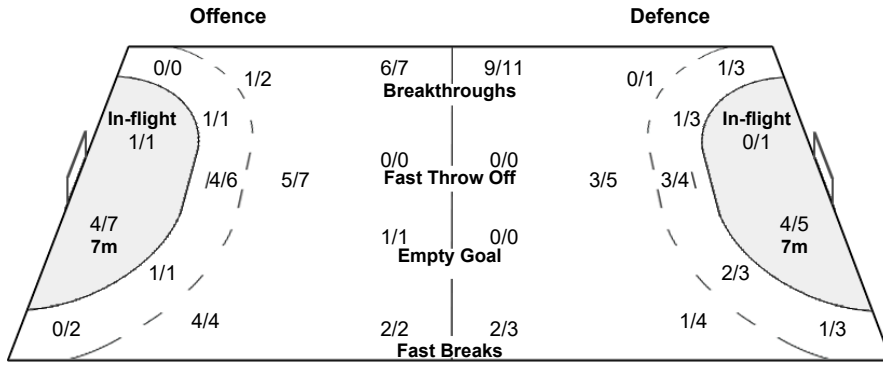 Offence Defence
0/0 1/2 6/7 9/11 0/1 1/3
Breakthroughs
In-flight 1/1 1/3 In-flight
1/1 0/1
0/0 0/0
4/6 5/7 Fast Throw Off 3/5 3/4
4/7 4/5
7m 1/1 0/0 7m
Empty Goal
1/1 2/3
0/2 4/4 2/2 2/3 1/4 1/3
Fast Breaks